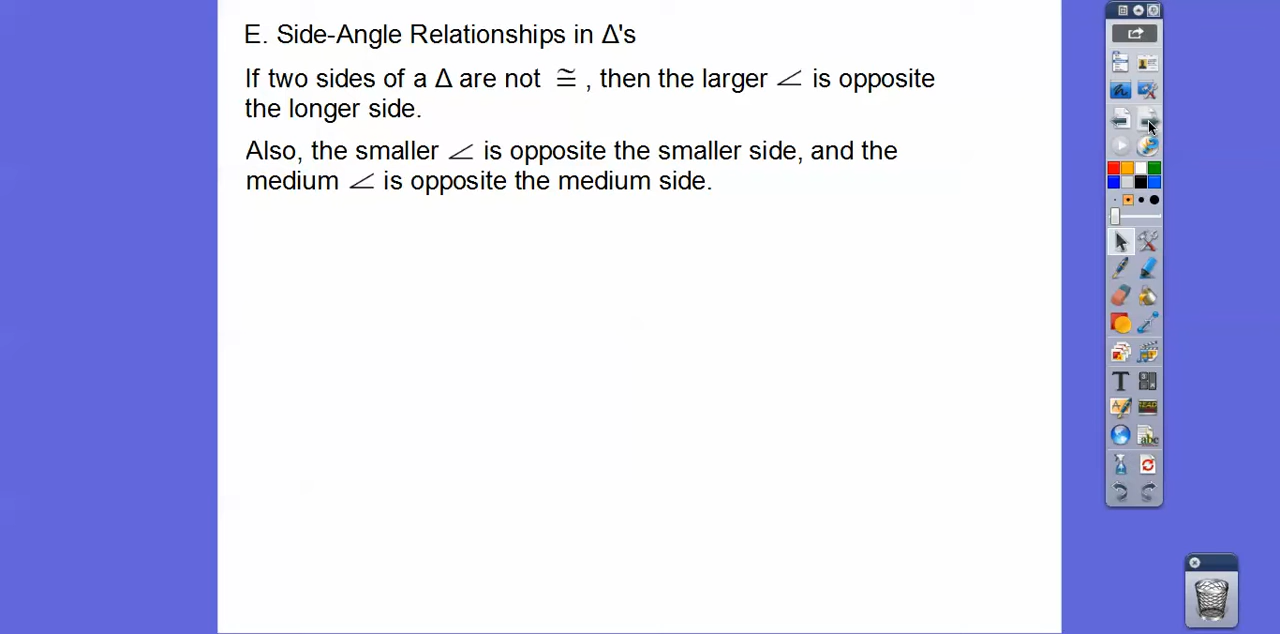 E. Side-Angle Relationships in Δ's
If two sides of a Δ are not ≅ , then the larger ∠ is opposite
the longer side.
Also, the smaller ∠ is opposite the smaller side, and the
medium ∠ is opposite the medium side.